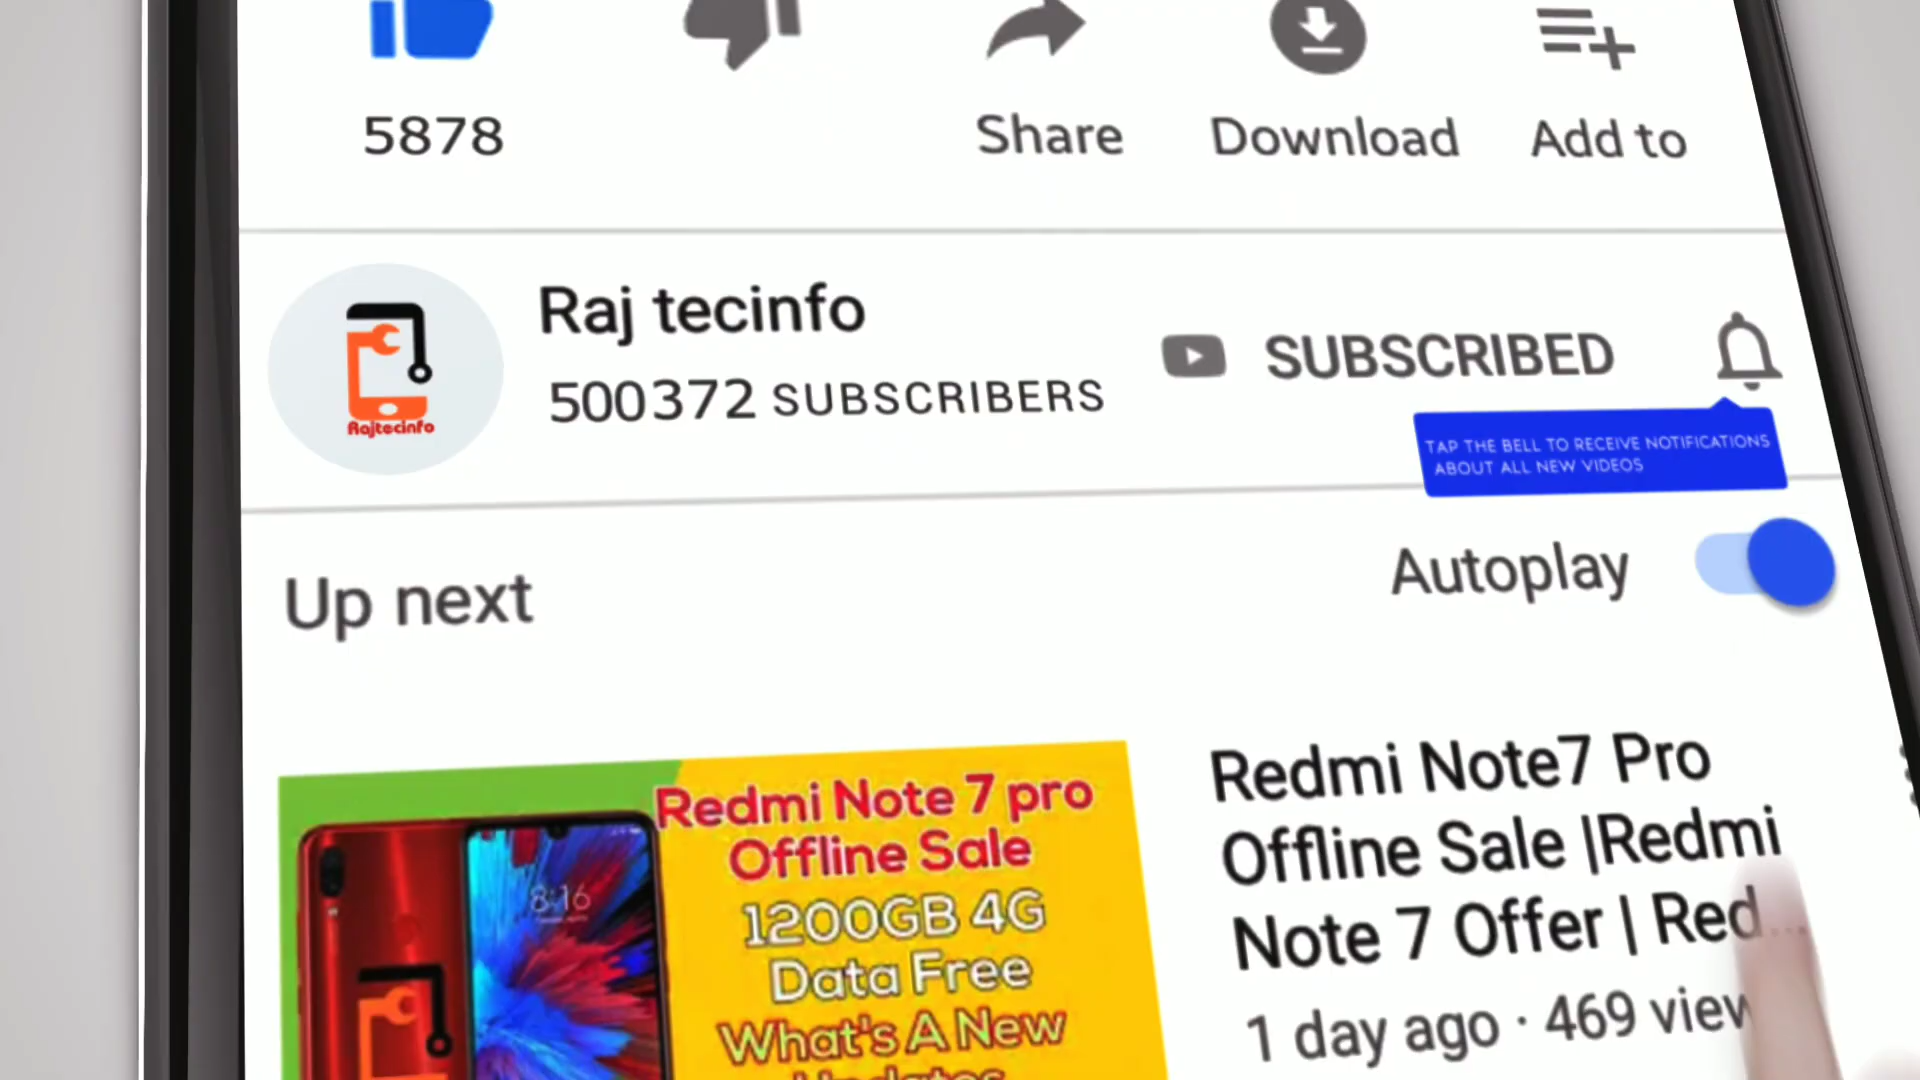 5878
Share
Download
Add to
Raj tecinfo
500372 SUBSCRIBERS
SUBSCRIBED
Rajtecinfo
TAP THE BELL TO RECEIVE NOTIFICATIONS
ABOUT ALL NEW VIDEOS
Up next
Autoplay
Redmi Note 7 pro
Offline Sale
8:16
1200GB 4G
Data Free
What's A New
Redmi Note7 Pro
Offline Sale |Redmi
Note 7 Offer | Red...
1 day ago · 469 view